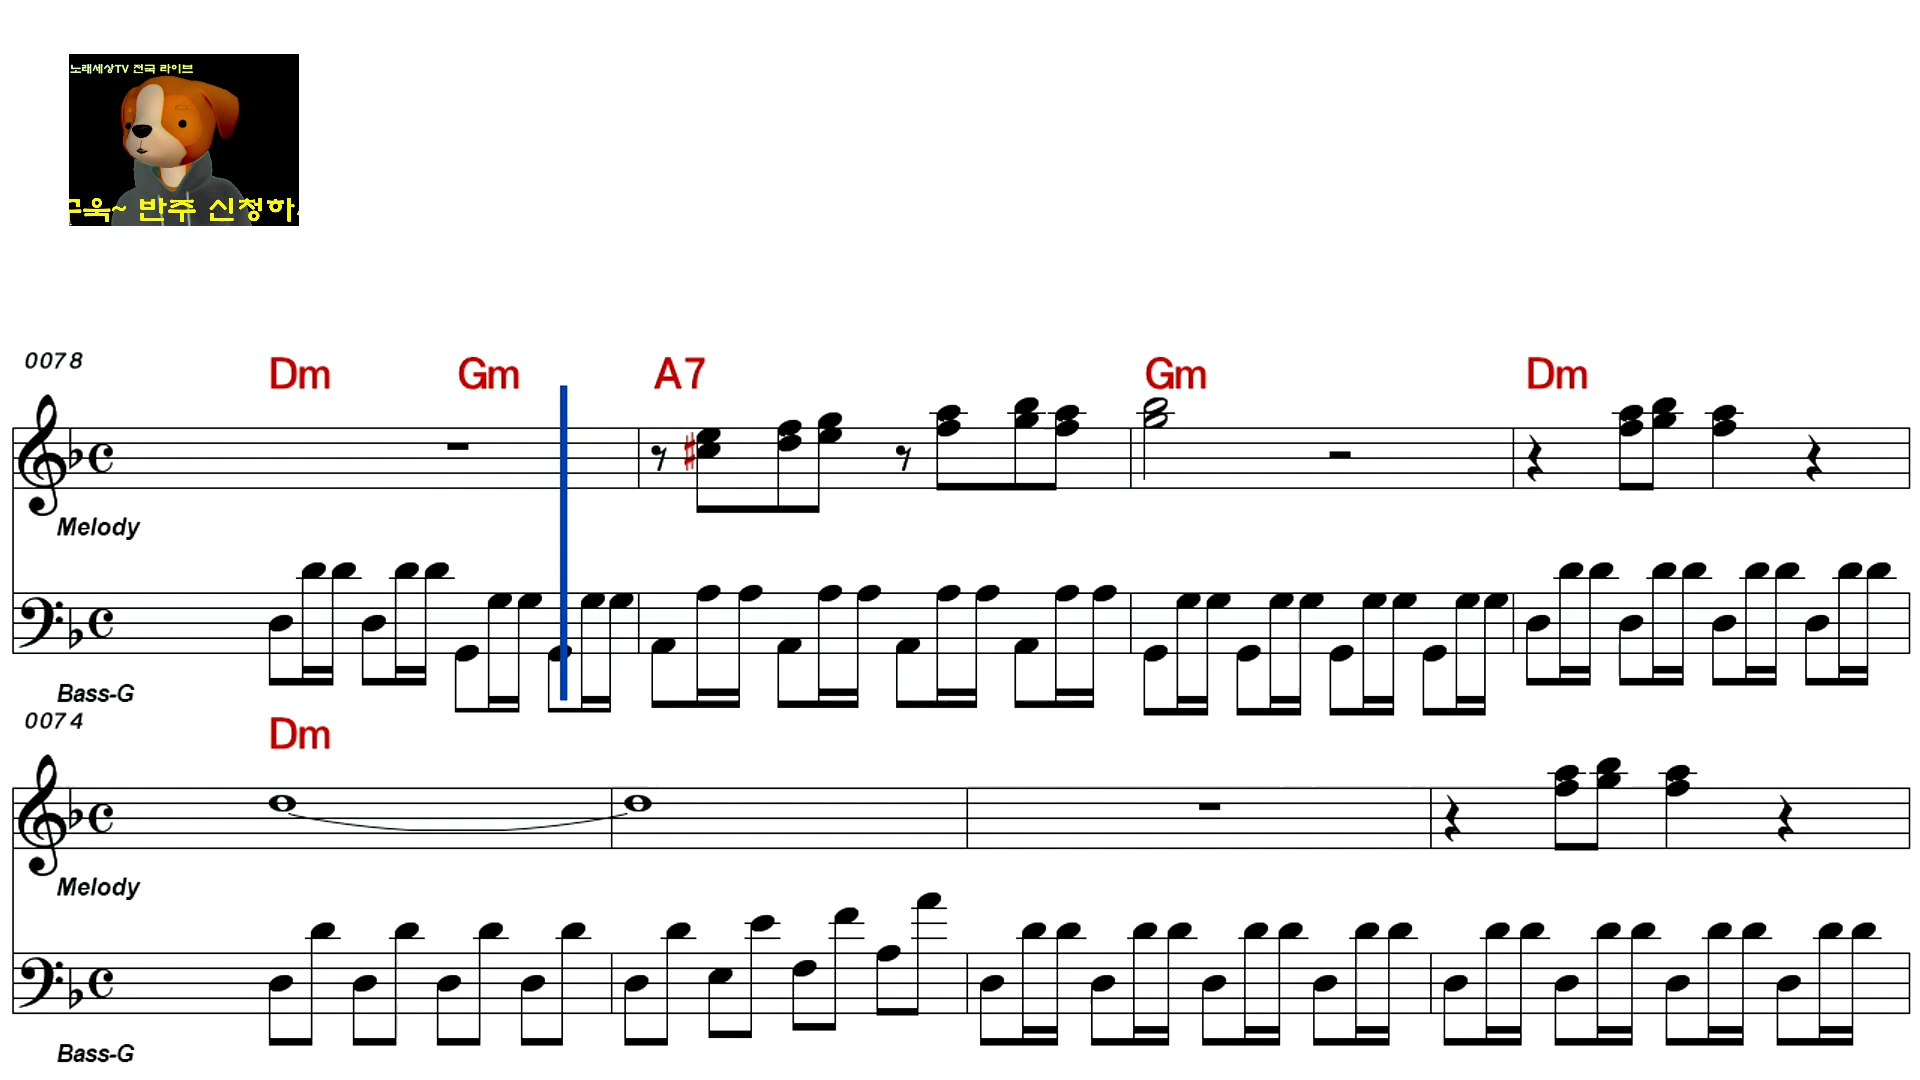 노래세상TV 전국 라이브
욱~ 반주 신청하
0078
Dm Gm A7 Gm Dm
Melody
Bass-G
0074
Dm
Melody
Bass-G